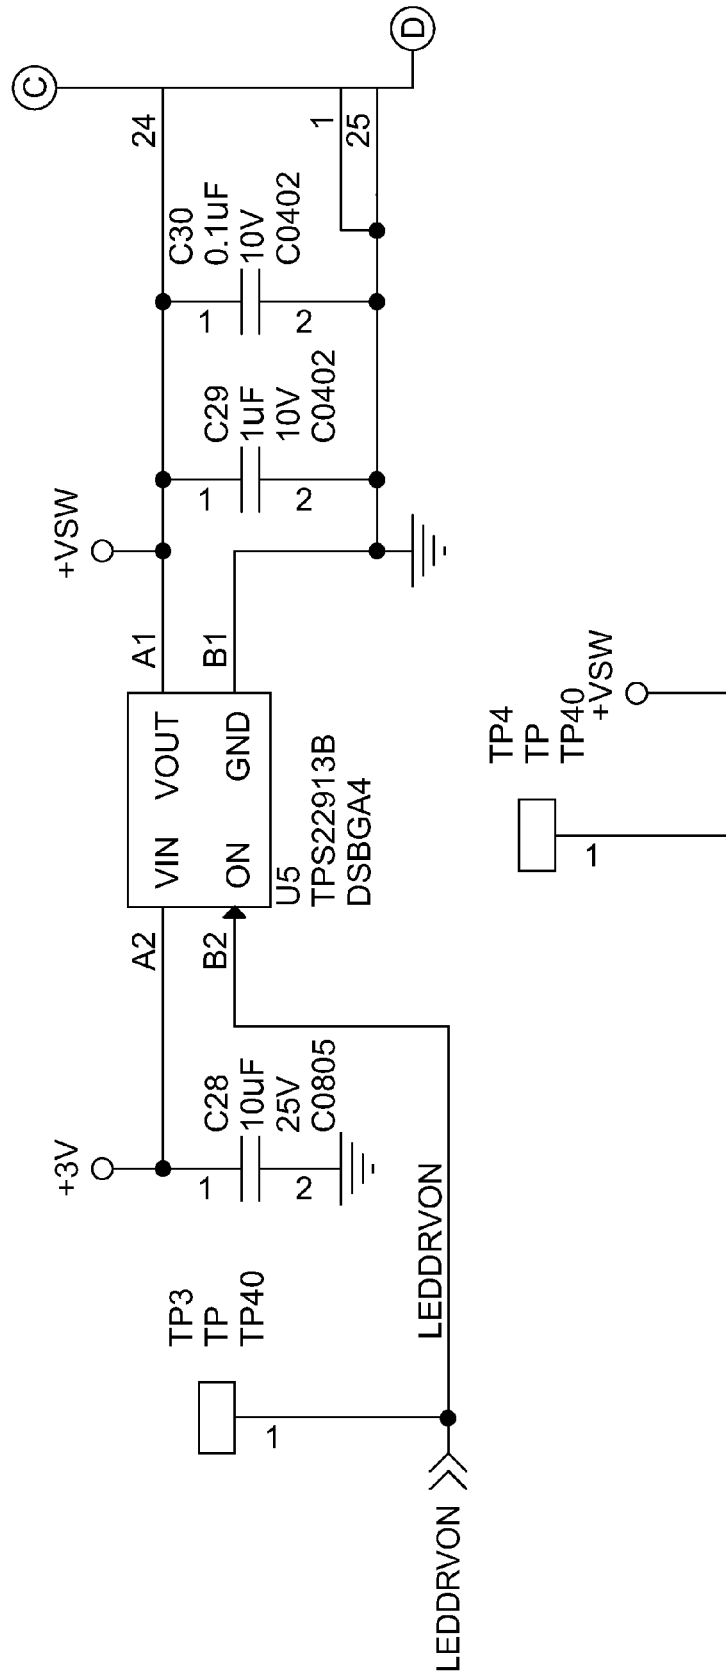 C
D
24
1
25
C30
0.1uF
10V
C0402
1
2
C29
1uF
10V
C0402
1
2
+VSW
A1
B1
VIN
VOUT
ON
GND
U5
TPS22913B
DSBGA4
A2
B2
C28
10uF
25V
C0805
1
2
+3V
TP3
TP
TP40
1
LEDDRVON
LEDDRVON
TP4
TP
TP40
1
+VSW